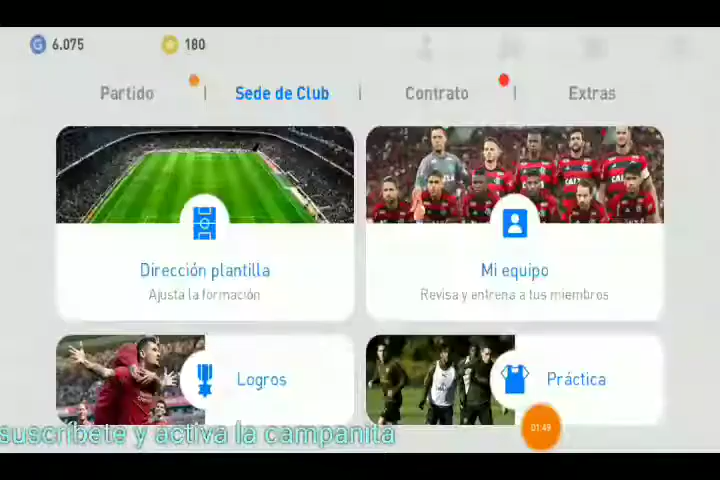 6.075
180
Partido
Sede de Club
Contrato
Extras
Dirección plantilla
Ajusta la formación
Mi equipo
Revisa y entrena a tus miembros
Logros
Práctica
suscríbete y activa la campanita
01:49